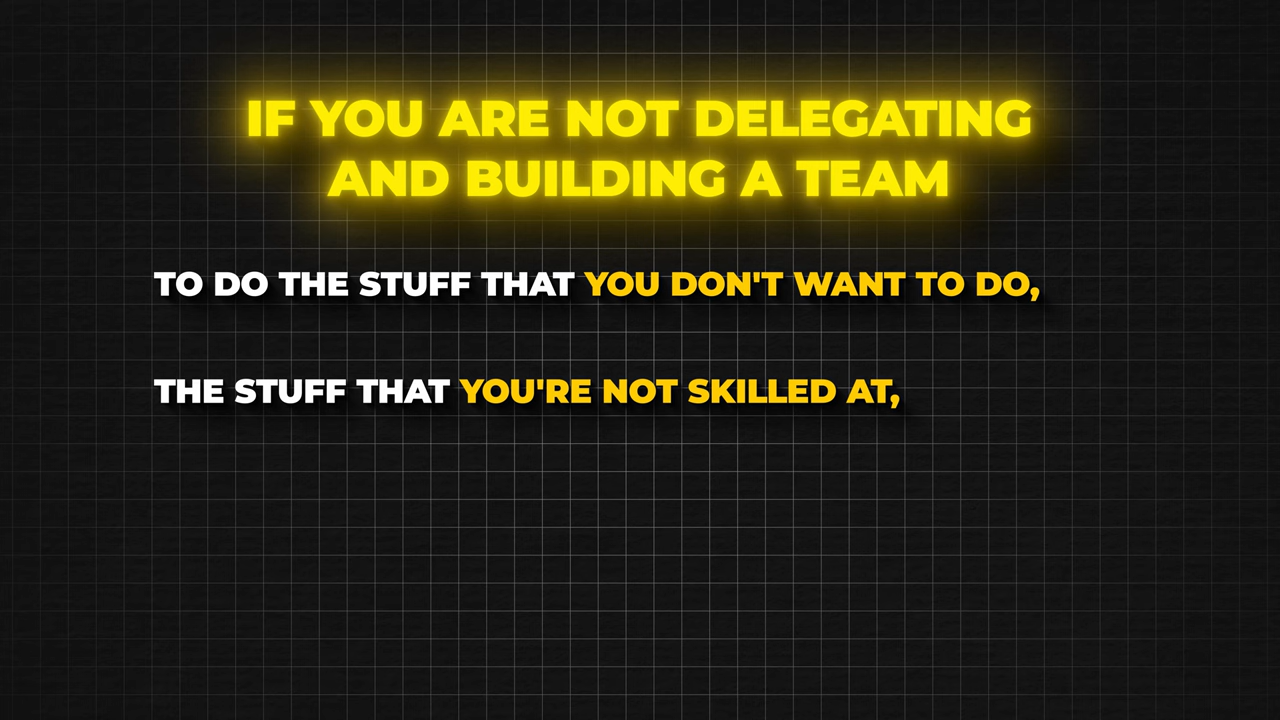 IF YOU ARE NOT DELEGATING
AND BUILDING A TEAM
TO DO THE STUFF THAT YOU DON'T WANT TO DO,
THE STUFF THAT YOU'RE NOT SKILLED AT,